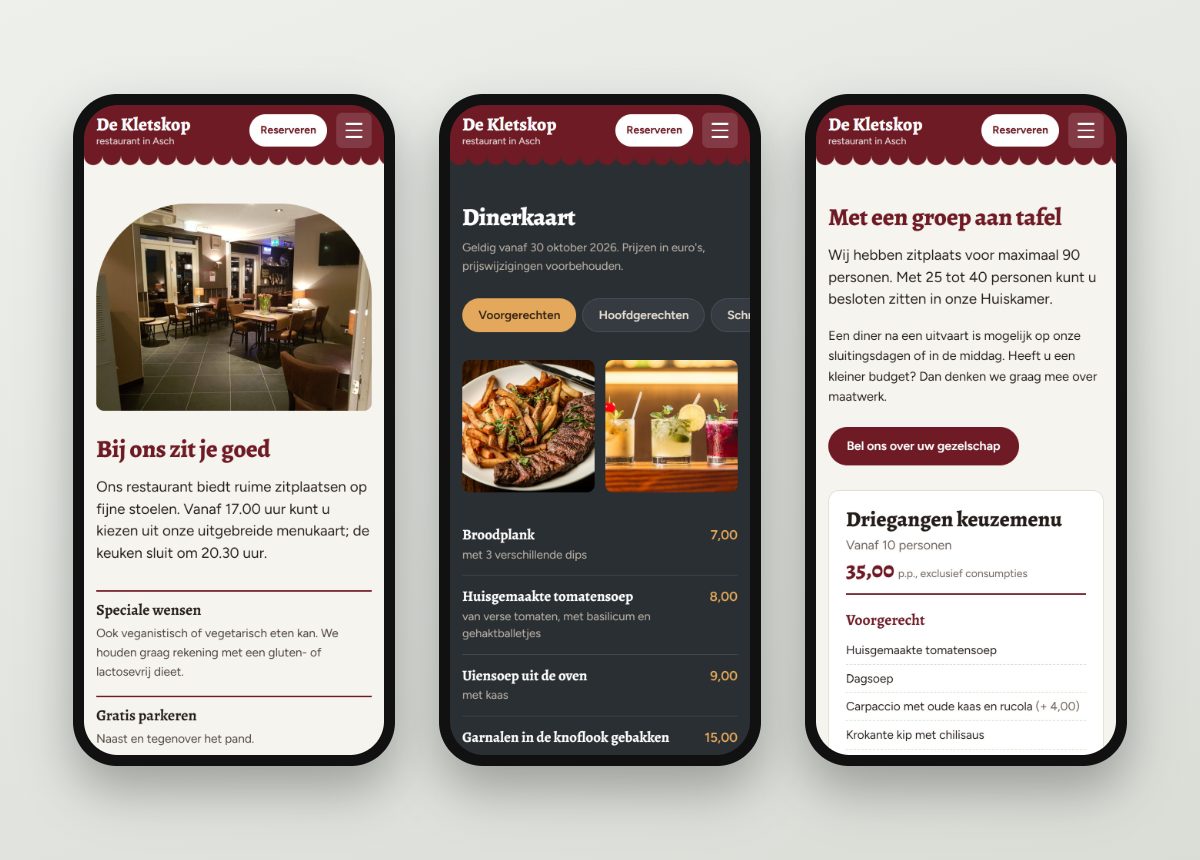 De Kletskop
restaurant in Asch
Reserveren
Bij ons zit je goed
Ons restaurant biedt ruime zitplaatsen op
fijne stoelen. Vanaf 17.00 uur kunt u
kiezen uit onze uitgebreide menukaart; de
keuken sluit om 20.30 uur.
Speciale wensen
Ook veganistisch of vegetarisch eten kan. We
houden graag rekening met een gluten- of
lactosevrij dieet.
Gratis parkeren
Naast en tegenover het pand.
De Kletskop
restaurant in Asch
Reserveren
Dinerkaart
Geldig vanaf 30 oktober 2026. Prijzen in euro's,
prijswijzigingen voorbehouden.
Voorgerechten
Hoofdgerechten
Sch
Broodplank 7,00
met 3 verschillende dips
Huisgemaakte tomatensoep 8,00
van verse tomaten, met basilicum en
gehaktballetjes
Uiensoep uit de oven 9,00
met kaas
Garnalen in de knoflook gebakken 15,00
De Kletskop
restaurant in Asch
Reserveren
Met een groep aan tafel
Wij hebben zitplaats voor maximaal 90
personen. Met 25 tot 40 personen kunt u
besloten zitten in onze Huiskamer.
Een diner na een uitvaart is mogelijk op onze
sluitingsdagen of in de middag. Heeft u een
kleiner budget? Dan denken we graag mee over
maatwerk.
Bel ons over uw gezelschap
Driegangen keuzemenu
Vanaf 10 personen
35,00 p.p., exclusief consumpties
Voorgerecht
Huisgemaakte tomatensoep
Dagsoep
Carpaccio met oude kaas en rucola (+ 4,00)
Krokante kip met chilisaus